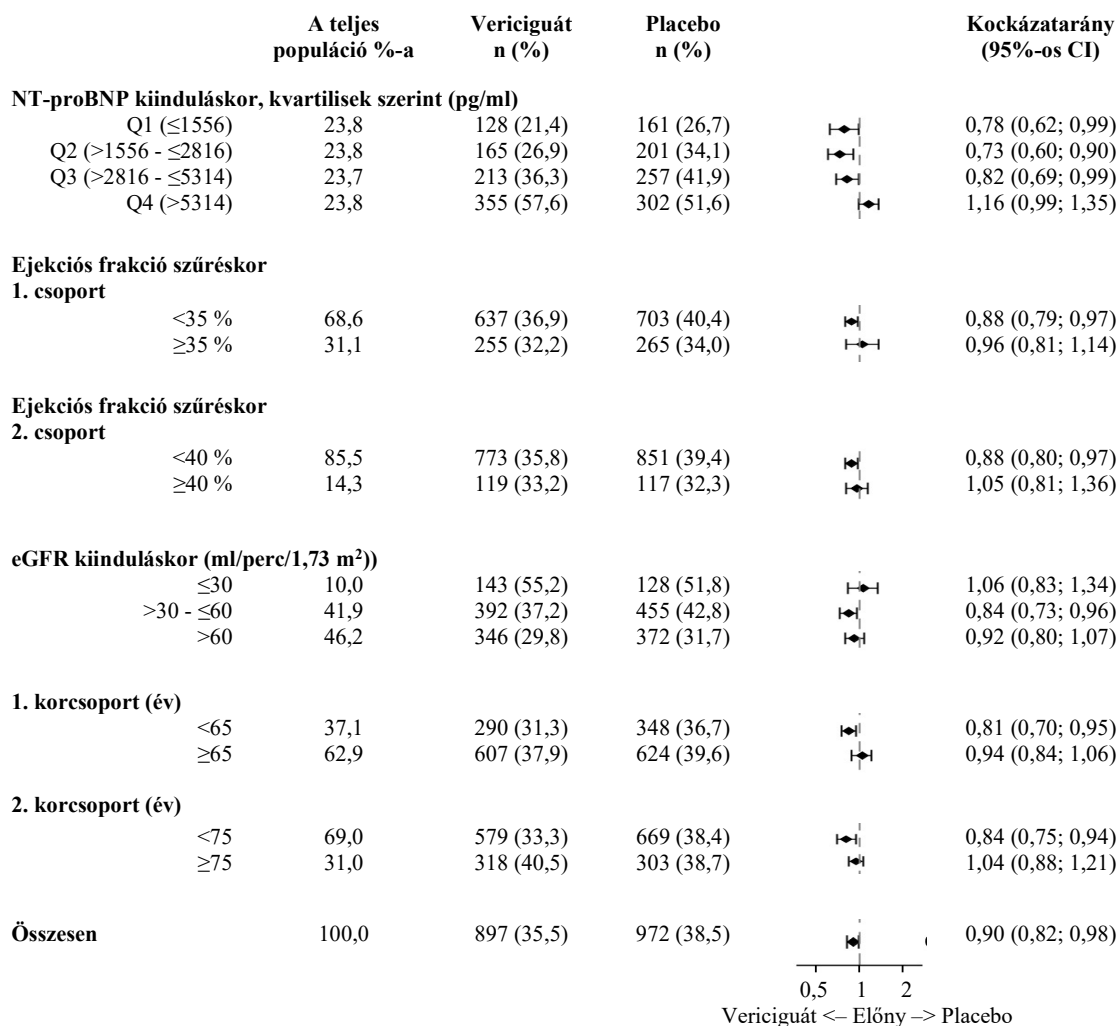 A teljes populáció %-a Vericiguát n (%) Placebo n (%) Kockázatarány (95%-os CI)
NT-proBNP kiinduláskor, kvartilisek szerint (pg/ml)
Q1 (≤1556) 23,8 128 (21,4) 161 (26,7) 0,78 (0,62; 0,99)
Q2 (>1556 - ≤2816) 23,8 165 (26,9) 201 (34,1) 0,73 (0,60; 0,90)
Q3 (>2816 - ≤5314) 23,7 213 (36,3) 257 (41,9) 0,82 (0,69; 0,99)
Q4 (>5314) 23,8 355 (57,6) 302 (51,6) 1,16 (0,99; 1,35)
Ejekciós frakció szűréskor
1. csoport
<35 % 68,6 637 (36,9) 703 (40,4) 0,88 (0,79; 0,97)
≥35 % 31,1 255 (32,2) 265 (34,0) 0,96 (0,81; 1,14)
Ejekciós frakció szűréskor
2. csoport
<40 % 85,5 773 (35,8) 851 (39,4) 0,88 (0,80; 0,97)
≥40 % 14,3 119 (33,2) 117 (32,3) 1,05 (0,81; 1,36)
eGFR kiinduláskor (ml/perc/1,73 m²))
≤30 10,0 143 (55,2) 128 (51,8) 1,06 (0,83; 1,34)
>30 - ≤60 41,9 392 (37,2) 455 (42,8) 0,84 (0,73; 0,96)
>60 46,2 346 (29,8) 372 (31,7) 0,92 (0,80; 1,07)
1. korcsoport (év)
<65 37,1 290 (31,3) 348 (36,7) 0,81 (0,70; 0,95)
≥65 62,9 607 (37,9) 624 (39,6) 0,94 (0,84; 1,06)
2. korcsoport (év)
<75 69,0 579 (33,3) 669 (38,4) 0,84 (0,75; 0,94)
≥75 31,0 318 (40,5) 303 (38,7) 1,04 (0,88; 1,21)
Összesen 100,0 897 (35,5) 972 (38,5) 0,90 (0,82; 0,98)
0,5 1 2
Vericiguát <– Előny –> Placebo